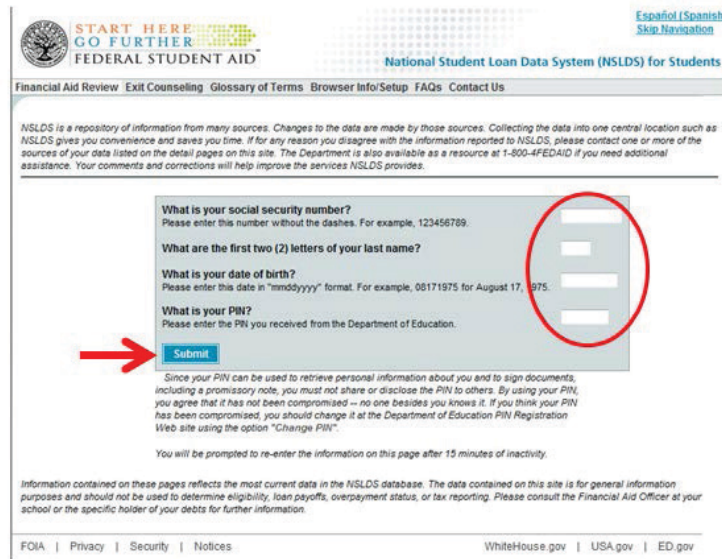 Español (Spanish
Skip Navigation
START HERE
GO FURTHER
FEDERAL STUDENT AID
National Student Loan Data System (NSLDS) for Students
Financial Aid Review Exit Counseling Glossary of Terms Browser Info/Setup FAQs Contact Us
NSLDS is a repository of information from many sources. Changes to the data are made by those sources. Collecting the data into one central location such as
NSLDS gives you convenience and saves you time. If for any reason you disagree with the information reported to NSLDS, please contact one or more of the
sources of your data listed on the detail pages on this site. The Department is also available as a resource at 1-800-4FEDAID if you need additional
assistance. Your comments and corrections will help improve the services NSLDS provides.
What is your social security number?
Please enter this number without the dashes. For example, 123456789.
What are the first two (2) letters of your last name?
What is your date of birth?
Please enter this date in "mmddyyyy" format. For example, 08171975 for August 17, 1975.
What is your PIN?
Please enter the PIN you received from the Department of Education.
Submit
Since your PIN can be used to retrieve personal information about you and to sign documents,
including a promissory note, you must not share or disclose the PIN to others. By using your PIN,
you agree that it has not been compromised -- no one besides you knows it. If you think your PIN
has been compromised, you should change it at the Department of Education PIN Registration
Web site using the option "Change PIN".
You will be prompted to re-enter the information on this page after 15 minutes of inactivity.
Information contained on these pages reflects the most current data in the NSLDS database. The data contained on this site is for general information
purposes and should not be used to determine eligibility, loan payoffs, overpayment status, or tax reporting. Please consult the Financial Aid Officer at your
school or the specific holder of your debts for further information.
FOIA | Privacy | Security | Notices
WhiteHouse.gov | USA.gov | ED.gov